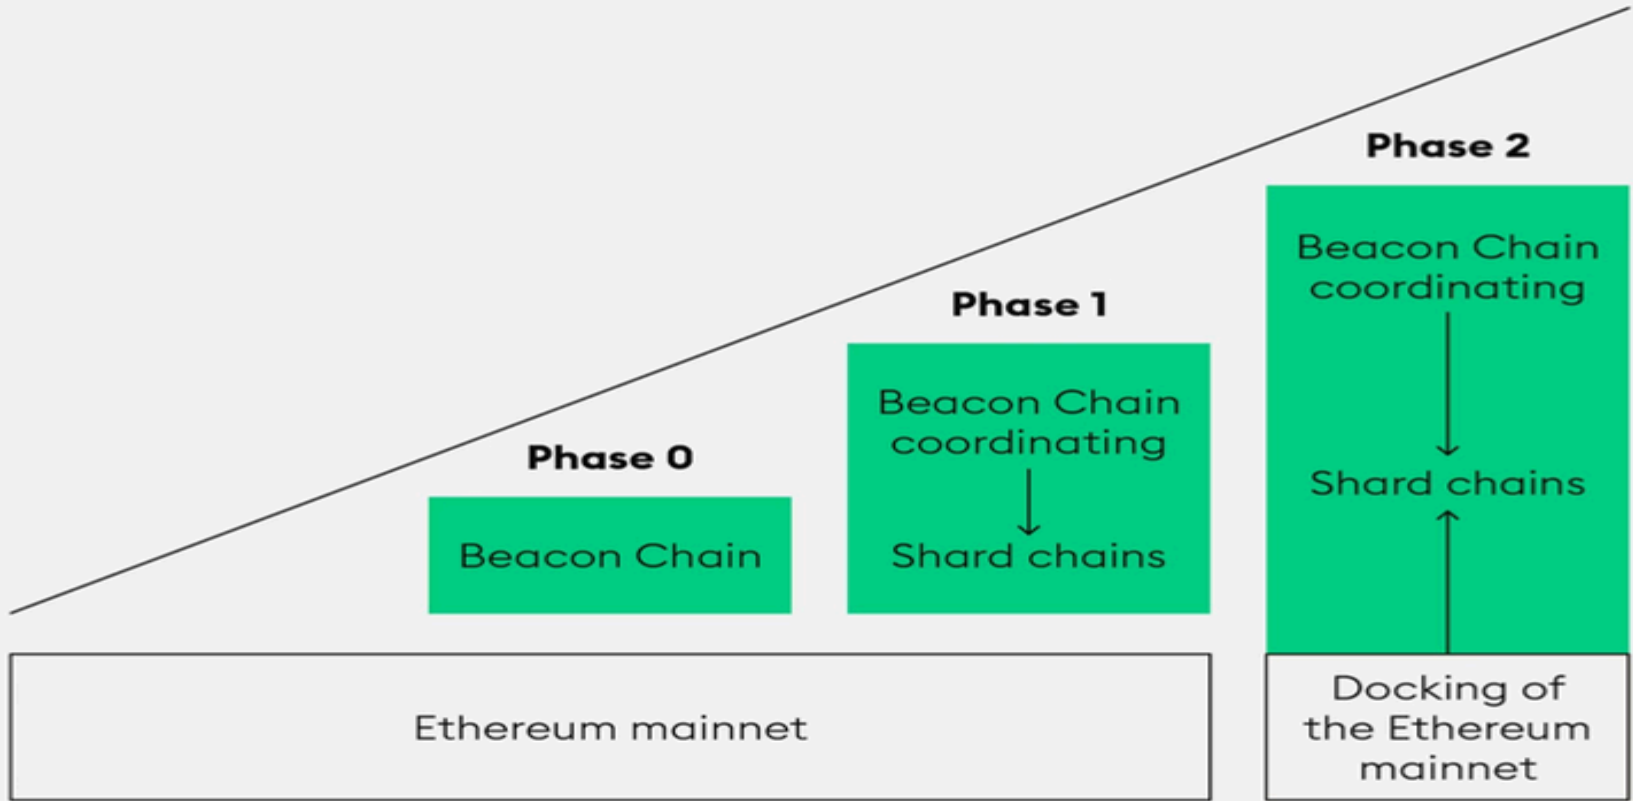 Phase 2
Beacon Chain
coordinating
Shard chains
Phase 1
Beacon Chain
coordinating
Shard chains
Phase 0
Beacon Chain
Ethereum mainnet
Docking of
the Ethereum
mainnet